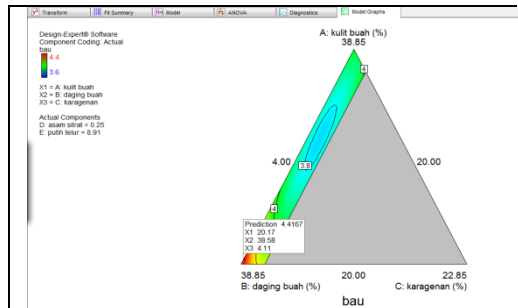 Transform
Fit Summary
f(x) Model
ANOVA
Diagnostics
Model Graphs
Design-Expert® Software
Component Coding: Actual
bau
4.4
3.6
X1 = A: kulit buah
X2 = B: daging buah
X3 = C: karagenan
Actual Components
D: asam sitrat = 0.25
E: putih telur = 8.91
A: kulit buah (%)
38.85
4
4.00
20.00
3.8
4
Prediction 4.4167
X1 20.17
X2 38.58
X3 4.11
38.85
20.00
22.85
B: daging buah (%)
C: karagenan (%)
bau